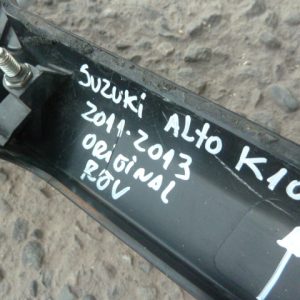 SUZUKI ALTO K10
2011-2013
ORIGINAL
ROV